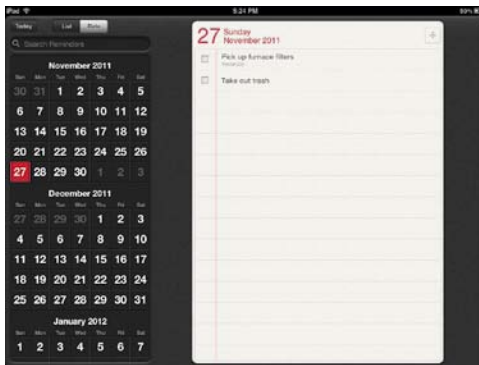 iPad 5:24 PM 93%
Today List Date
Search Reminders
November 2011
Sun Mon Tue Wed Thu Fri Sat
30 31 1 2 3 4 5
6 7 8 9 10 11 12
13 14 15 16 17 18 19
20 21 22 23 24 25 26
27 28 29 30 1 2 3
December 2011
Sun Mon Tue Wed Thu Fri Sat
27 28 29 30 1 2 3
4 5 6 7 8 9 10
11 12 13 14 15 16 17
18 19 20 21 22 23 24
25 26 27 28 29 30 31
January 2012
Sun Mon Tue Wed Thu Fri Sat
1 2 3 4 5 6 7
27 Sunday
November 2011
Pick up furnace filters
Take out trash